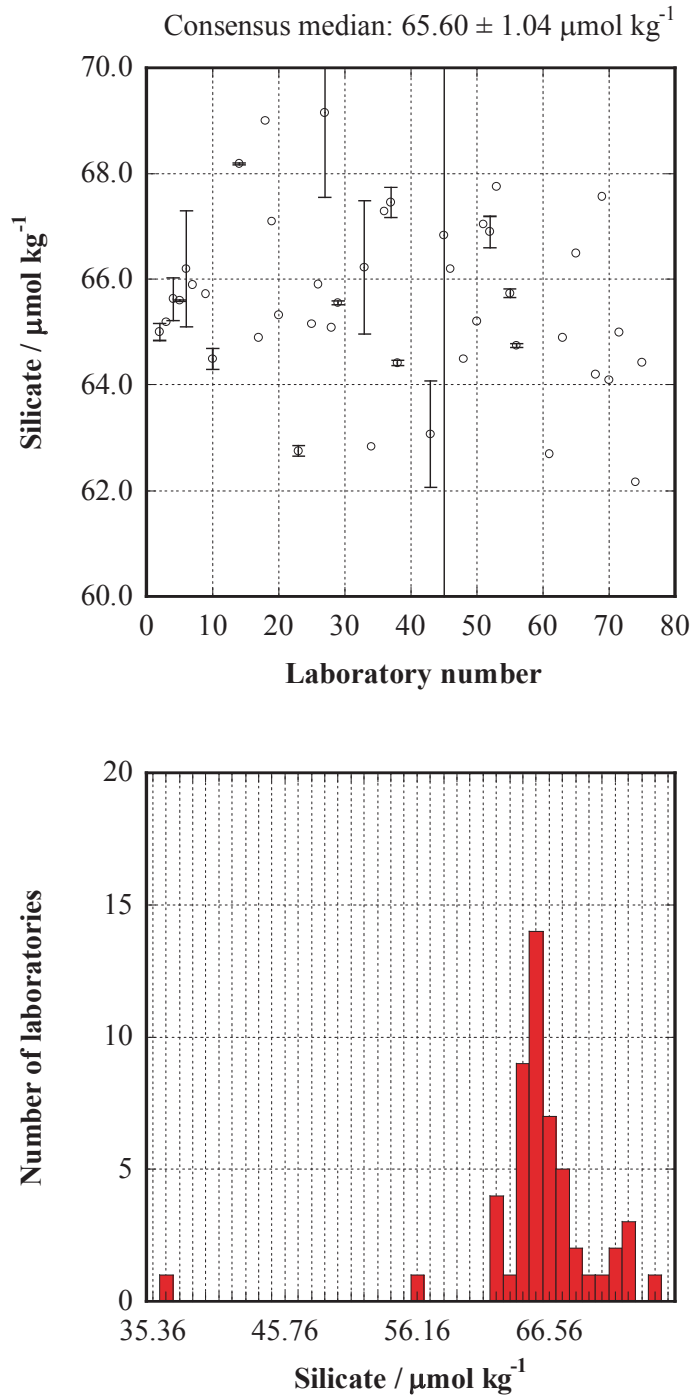 Consensus median: 65.60 ± 1.04 μmol kg⁻¹
70.0
68.0
66.0
64.0
62.0
60.0
Silicate / μmol kg⁻¹
0 10 20 30 40 50 60 70 80
Laboratory number
20
15
10
5
0
Number of laboratories
35.36 45.76 56.16 66.56
Silicate / μmol kg⁻¹